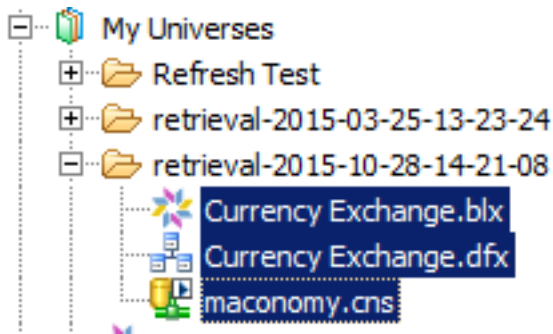 My Universes
Refresh Test
retrieval-2015-03-25-13-23-24
retrieval-2015-10-28-14-21-08
Currency Exchange.blx
Currency Exchange.dfx
maconomy.cns